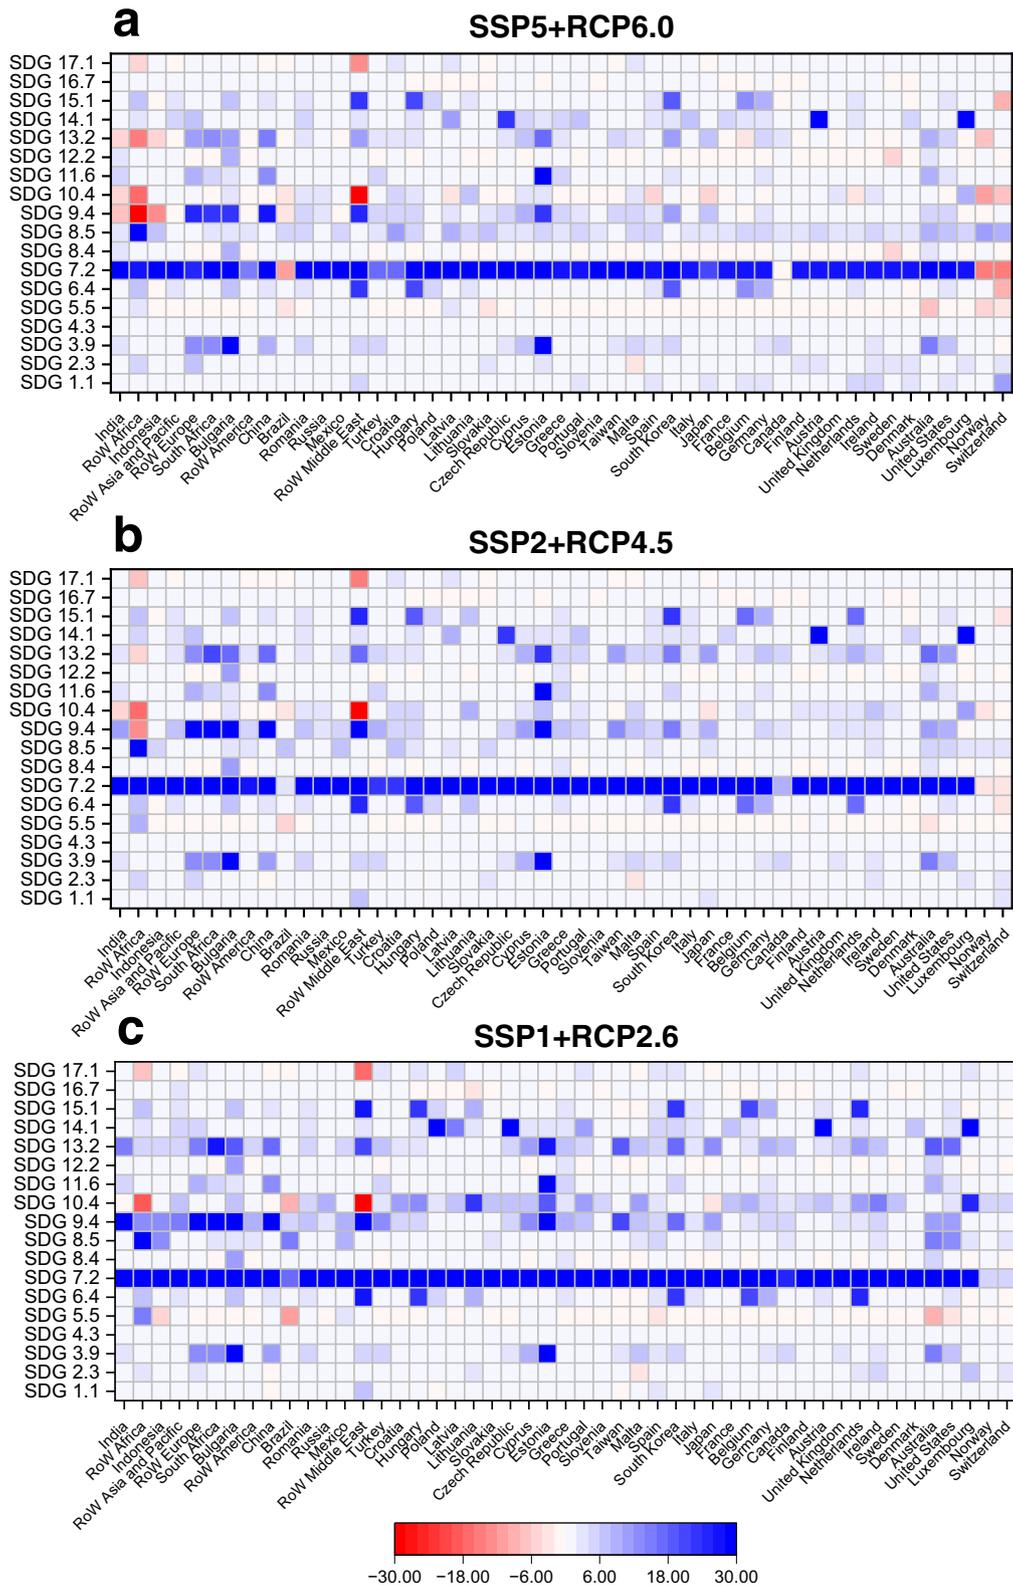 a
SSP5+RCP6.0
SDG 17.1
SDG 16.7
SDG 15.1
SDG 14.1
SDG 13.2
SDG 12.2
SDG 11.6
SDG 10.4
SDG 9.4
SDG 8.5
SDG 8.4
SDG 7.2
SDG 6.4
SDG 5.5
SDG 4.3
SDG 3.9
SDG 2.3
SDG 1.1
India
RoW Africa
Indonesia
RoW Asia and Pacific
RoW Europe
South Africa
Bulgaria
RoW America
China
Brazil
Romania
Russia
Mexico
RoW Middle East
Turkey
Croatia
Hungary
Poland
Latvia
Lithuania
Slovakia
Czech Republic
Cyprus
Estonia
Greece
Portugal
Slovenia
Taiwan
Malta
Spain
South Korea
Italy
Japan
France
Belgium
Germany
Canada
Finland
Austria
United Kingdom
Netherlands
Ireland
Sweden
Denmark
Australia
United States
Luxembourg
Norway
Switzerland
b
SSP2+RCP4.5
SDG 17.1
SDG 16.7
SDG 15.1
SDG 14.1
SDG 13.2
SDG 12.2
SDG 11.6
SDG 10.4
SDG 9.4
SDG 8.5
SDG 8.4
SDG 7.2
SDG 6.4
SDG 5.5
SDG 4.3
SDG 3.9
SDG 2.3
SDG 1.1
India
RoW Africa
Indonesia
RoW Asia and Pacific
RoW Europe
South Africa
Bulgaria
RoW America
China
Brazil
Romania
Russia
Mexico
RoW Middle East
Turkey
Croatia
Hungary
Poland
Latvia
Lithuania
Slovakia
Czech Republic
Cyprus
Estonia
Greece
Portugal
Slovenia
Taiwan
Malta
Spain
South Korea
Italy
Japan
France
Belgium
Germany
Canada
Finland
Austria
United Kingdom
Netherlands
Ireland
Sweden
Denmark
Australia
United States
Luxembourg
Norway
Switzerland
c
SSP1+RCP2.6
SDG 17.1
SDG 16.7
SDG 15.1
SDG 14.1
SDG 13.2
SDG 12.2
SDG 11.6
SDG 10.4
SDG 9.4
SDG 8.5
SDG 8.4
SDG 7.2
SDG 6.4
SDG 5.5
SDG 4.3
SDG 3.9
SDG 2.3
SDG 1.1
India
RoW Africa
Indonesia
RoW Asia and Pacific
RoW Europe
South Africa
Bulgaria
RoW America
China
Brazil
Romania
Russia
Mexico
RoW Middle East
Turkey
Croatia
Hungary
Poland
Latvia
Lithuania
Slovakia
Czech Republic
Cyprus
Estonia
Greece
Portugal
Slovenia
Taiwan
Malta
Spain
South Korea
Italy
Japan
France
Belgium
Germany
Canada
Finland
Austria
United Kingdom
Netherlands
Ireland
Sweden
Denmark
Australia
United States
Luxembourg
Norway
Switzerland
−30.00 −18.00 −6.00 6.00 18.00 30.00